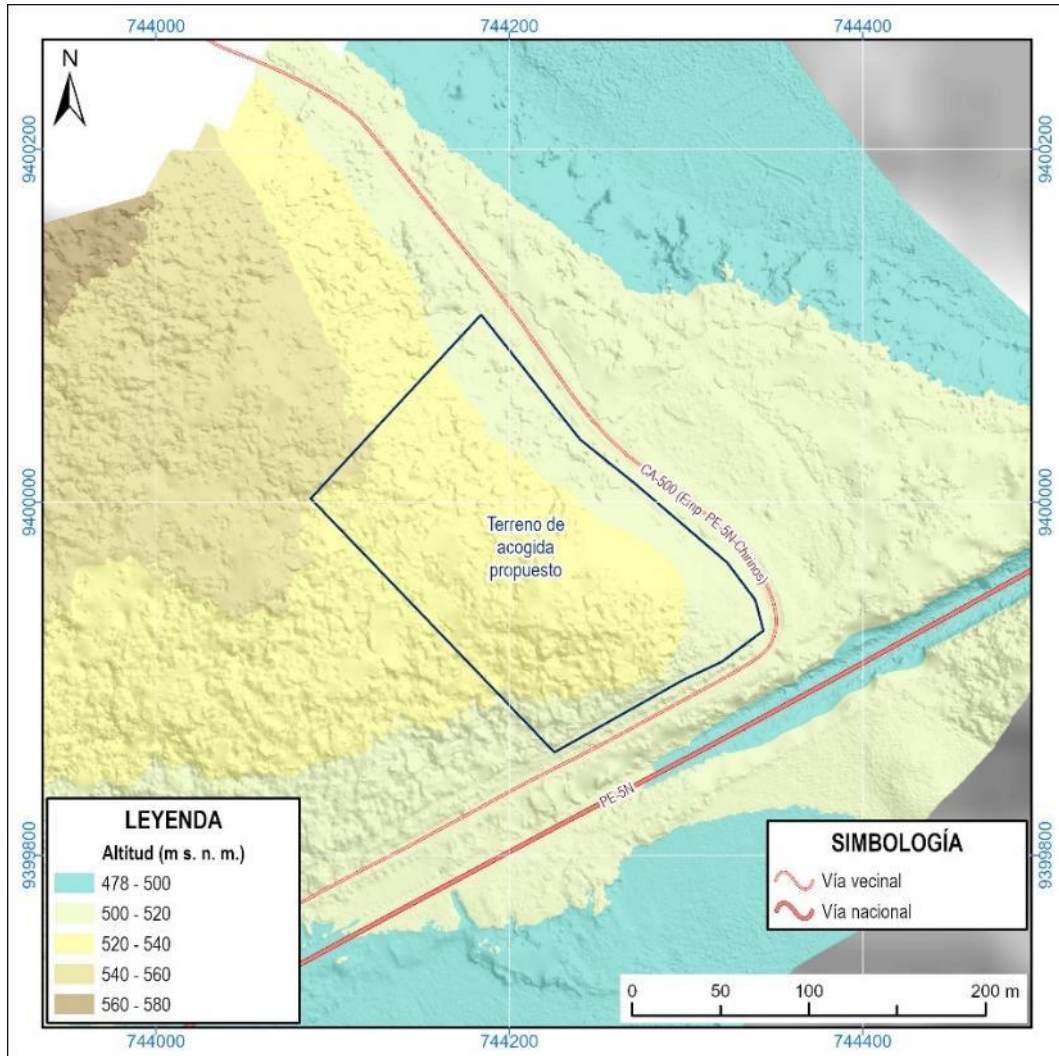 744000
744200
744400
N
9400200
9400200
CA-500 (Emp. PE-5N-Chirinos)
9400000
9400000
Terreno de
acogida
propuesto
PE-5N
9399800
9399800
LEYENDA
Altitud (m s. n. m.)
478 - 500
500 - 520
520 - 540
540 - 560
560 - 580
SIMBOLOGÍA
Vía vecinal
Vía nacional
0 50 100 200 m
744000
744200
744400